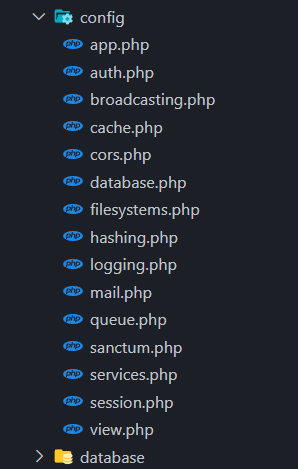 config
app.php
auth.php
broadcasting.php
cache.php
cors.php
database.php
filesystems.php
hashing.php
logging.php
mail.php
queue.php
sanctum.php
services.php
session.php
view.php
database